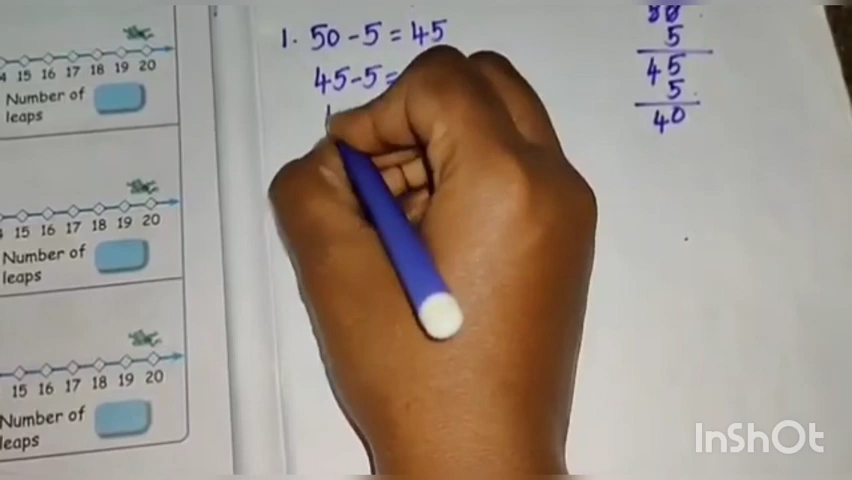 15 16 17 18 19 20
Number of
leaps
15 16 17 18 19 20
Number of
leaps
15 16 17 18 19 20
Number of
leaps
1. 50 - 5 = 45
45 - 5 =
5
45
5
40
InShOt